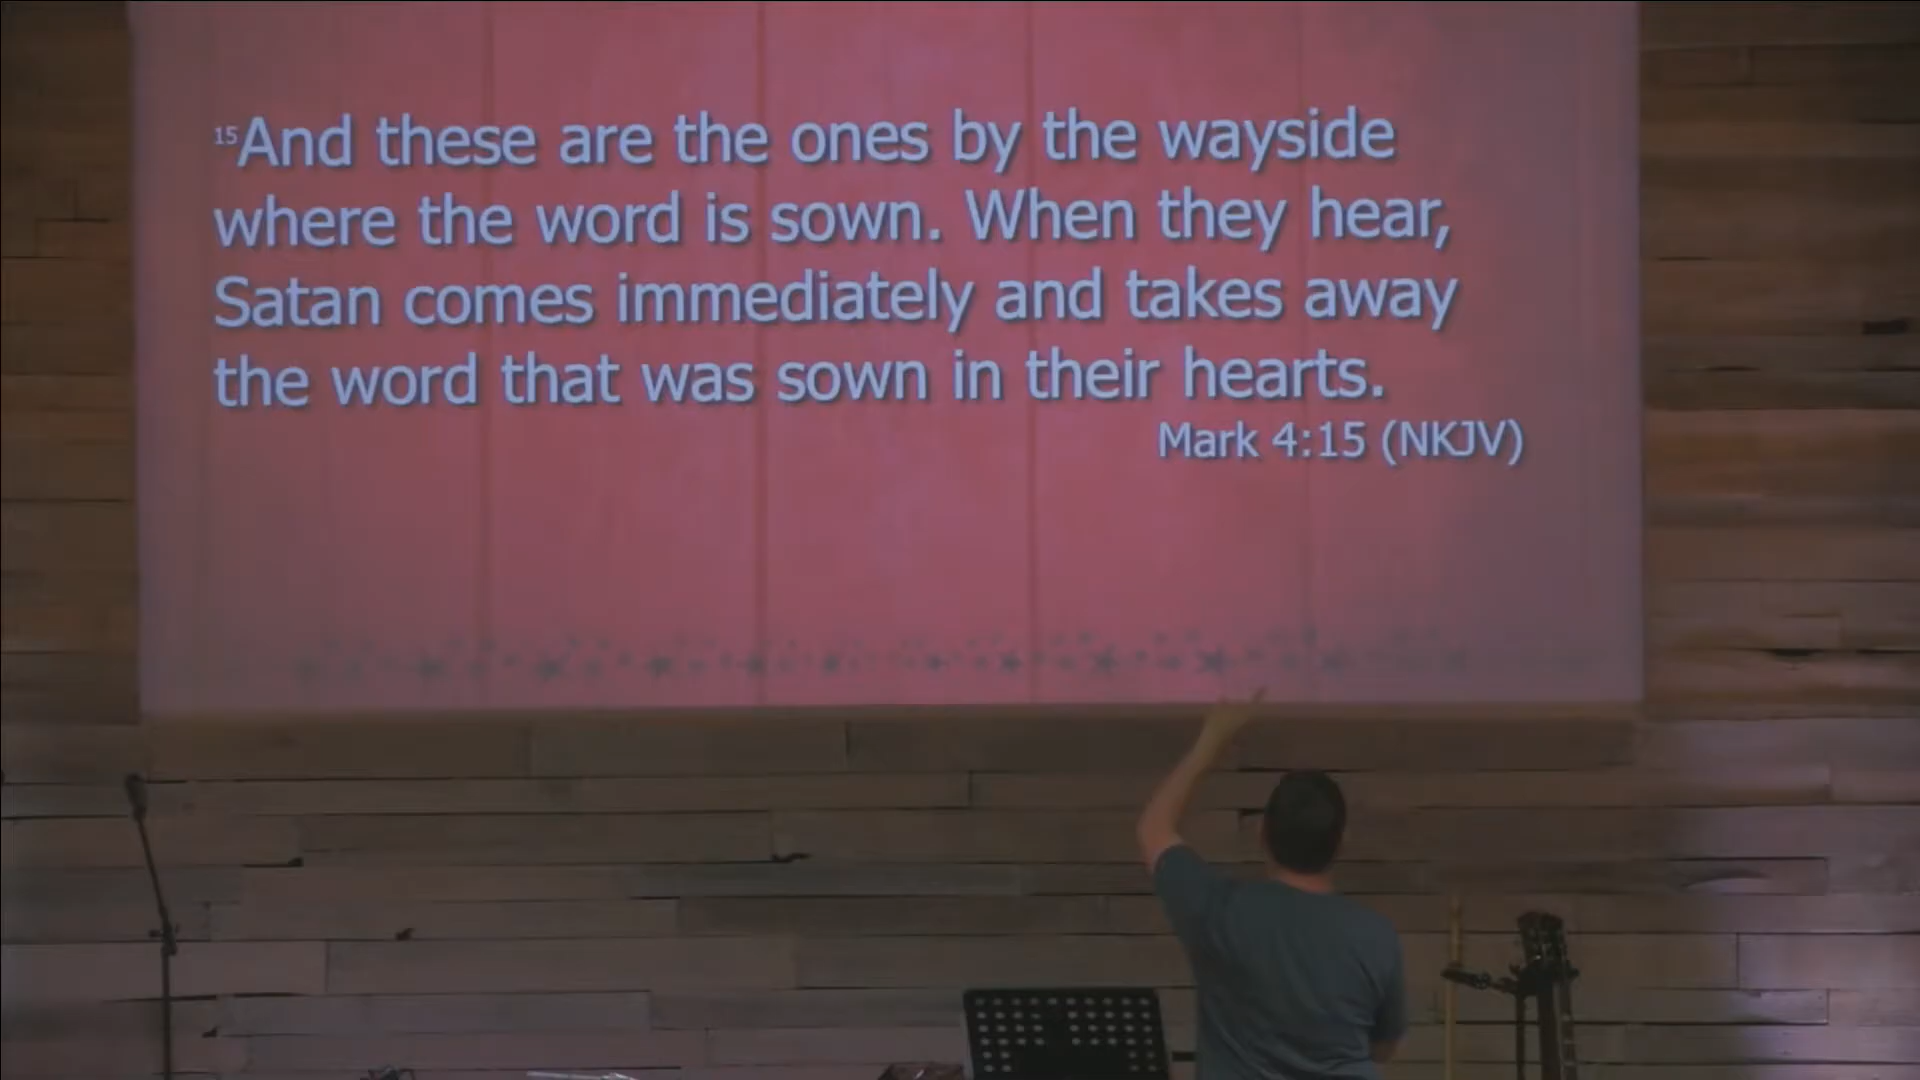 15And these are the ones by the wayside
where the word is sown. When they hear,
Satan comes immediately and takes away
the word that was sown in their hearts.
Mark 4:15 (NKJV)